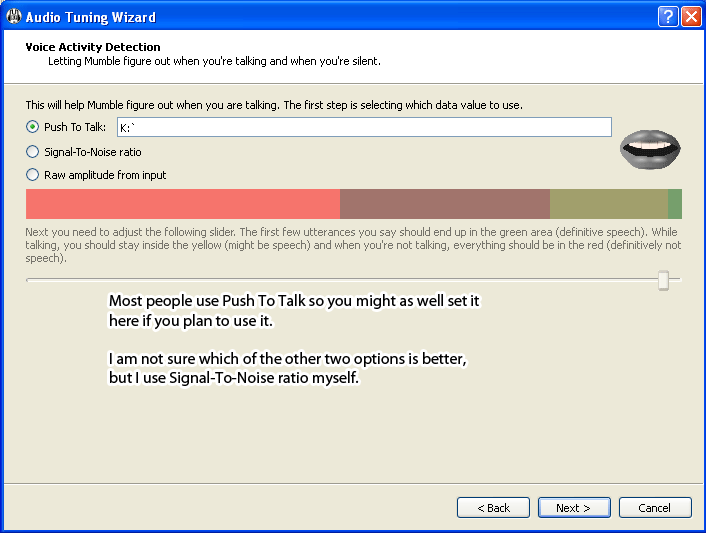 Audio Tuning Wizard
Voice Activity Detection
Letting Mumble figure out when you're talking and when you're silent.
This will help Mumble figure out when you are talking. The first step is selecting which data value to use.
Push To Talk: K:`
Signal-To-Noise ratio
Raw amplitude from input
Next you need to adjust the following slider. The first few utterances you say should end up in the green area (definitive speech). While
talking, you should stay inside the yellow (might be speech) and when you're not talking, everything should be in the red (definitively not
speech).
Most people use Push To Talk so you might as well set it
here if you plan to use it.
I am not sure which of the other two options is better,
but I use Signal-To-Noise ratio myself.
< Back Next > Cancel